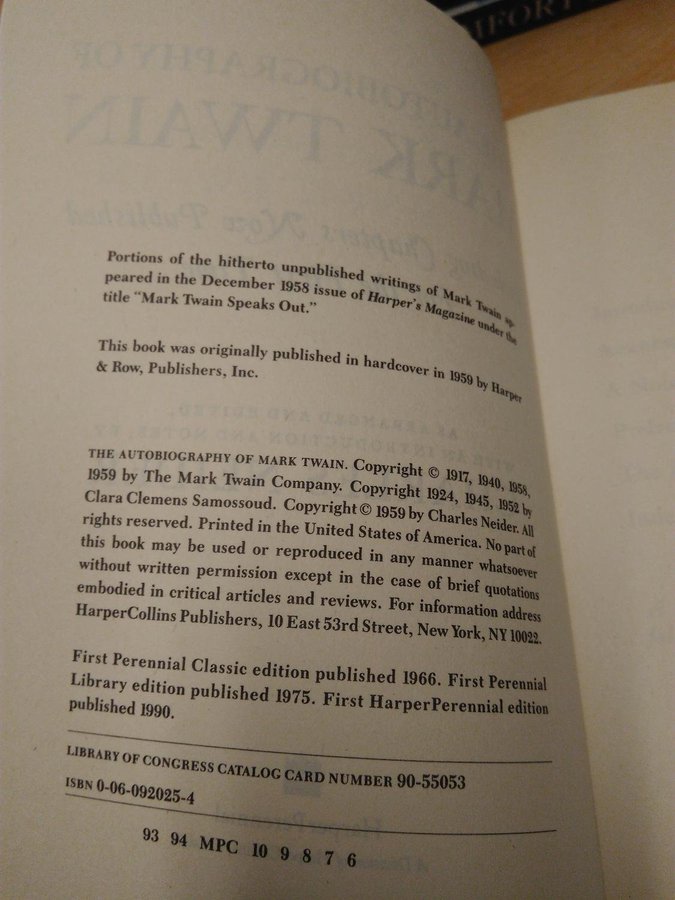 Portions of the hitherto unpublished writings of Mark Twain ap-
peared in the December 1958 issue of Harper's Magazine under the
title "Mark Twain Speaks Out."
This book was originally published in hardcover in 1959 by Harper
& Row, Publishers, Inc.
THE AUTOBIOGRAPHY OF MARK TWAIN. Copyright © 1917, 1940, 1958,
1959 by The Mark Twain Company. Copyright 1924, 1945, 1952 by
Clara Clemens Samossoud. Copyright © 1959 by Charles Neider. All
rights reserved. Printed in the United States of America. No part of
this book may be used or reproduced in any manner whatsoever
without written permission except in the case of brief quotations
embodied in critical articles and reviews. For information address
HarperCollins Publishers, 10 East 53rd Street, New York, NY 10022.
First Perennial Classic edition published 1966. First Perennial
Library edition published 1975. First HarperPerennial edition
published 1990.
LIBRARY OF CONGRESS CATALOG CARD NUMBER 90-55053
ISBN 0-06-092025-4
93 94 MPC 10 9 8 7 6